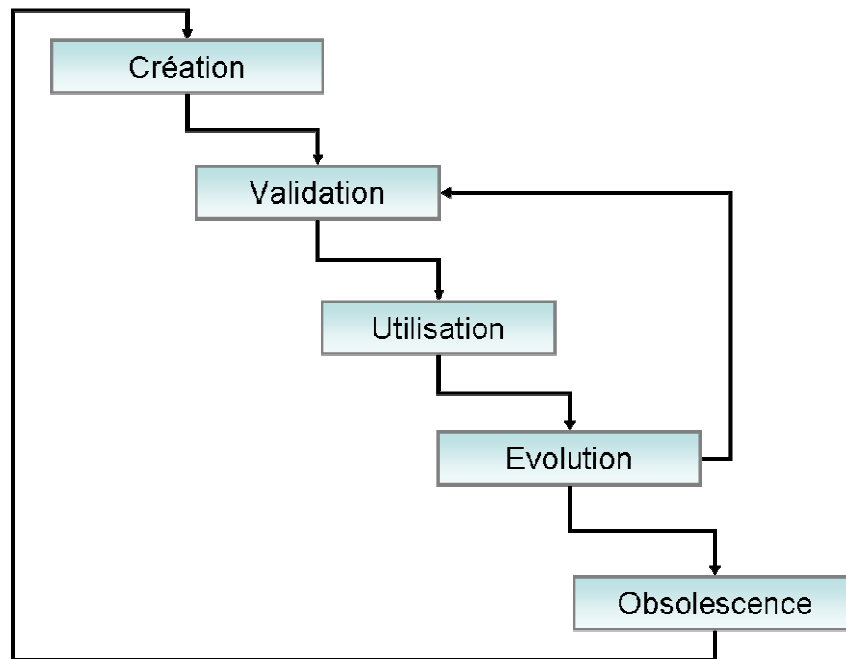 Création
Validation
Utilisation
Evolution
Obsolescence